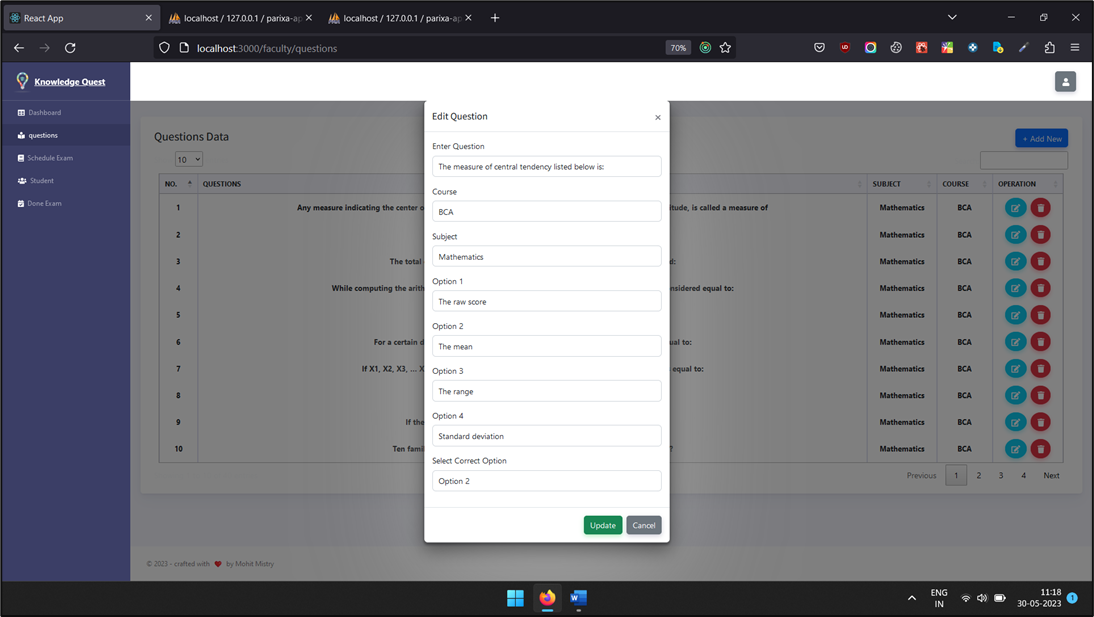 React App
localhost / 127.0.0.1 / parixa-ap
localhost / 127.0.0.1 / parixa-ap
localhost:3000/faculty/questions
70%
Knowledge Quest
Dashboard
questions
Schedule Exam
Student
Done Exam
Questions Data
+ Add New
10
NO.
QUESTIONS
SUBJECT
COURSE
OPERATION
1
Any measure indicating the center o
itude, is called a measure of
Mathematics
BCA
2
Mathematics
BCA
3
The total
d:
Mathematics
BCA
4
While computing the arith
onsidered equal to:
Mathematics
BCA
5
Mathematics
BCA
6
For a certain d
ual to:
Mathematics
BCA
7
If X1, X2, X3, ... X
equal to:
Mathematics
BCA
8
Mathematics
BCA
9
If the
Mathematics
BCA
10
Ten famil
?
Mathematics
BCA
Previous
1
2
3
4
Next
Edit Question
×
Enter Question
The measure of central tendency listed below is:
Course
BCA
Subject
Mathematics
Option 1
The raw score
Option 2
The mean
Option 3
The range
Option 4
Standard deviation
Select Correct Option
Option 2
Update
Cancel
© 2023 - crafted with ❤ by Mohit Mistry
ENG
IN
11:18
30-05-2023
1